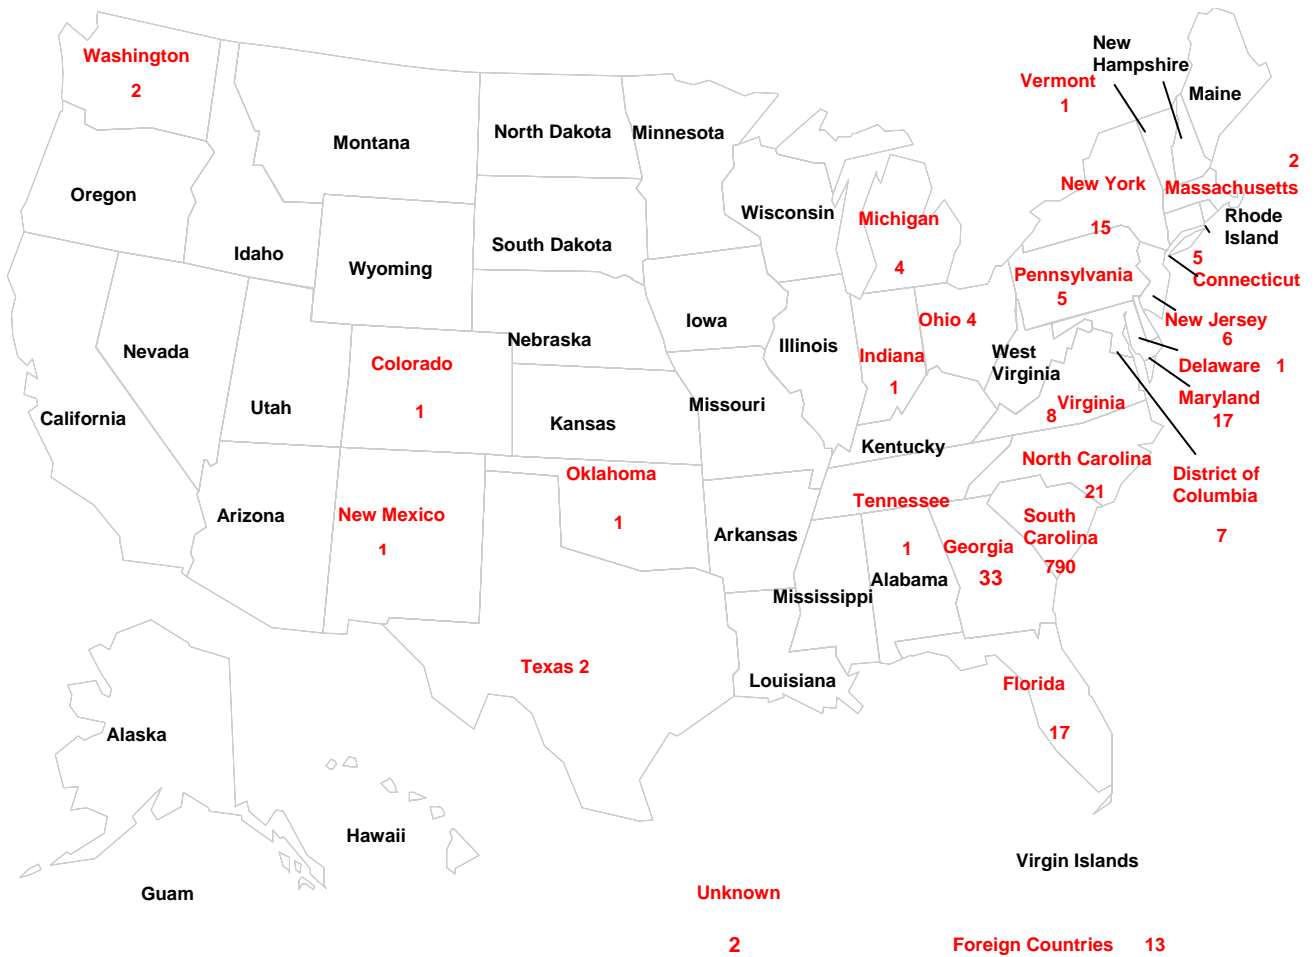 Washington
2
Oregon
California
Nevada
Idaho
Montana
Wyoming
Utah
Colorado
1
Arizona
New Mexico
1
North Dakota
South Dakota
Nebraska
Kansas
Oklahoma
1
Texas 2
Minnesota
Iowa
Missouri
Arkansas
Louisiana
Wisconsin
Illinois
Michigan
4
Indiana
1
Ohio 4
Kentucky
Tennessee
1
Mississippi
Alabama
Georgia
33
Florida
17
South
Carolina
790
North Carolina
21
Virginia
8
West
Virginia
Pennsylvania
5
New York
15
Vermont
1
New
Hampshire
Maine
2
Massachusetts
Rhode
Island
5
Connecticut
New Jersey
6
Delaware 1
Maryland
17
District of
Columbia
7
Alaska
Hawaii
Guam
Virgin Islands
Unknown
2
Foreign Countries 13